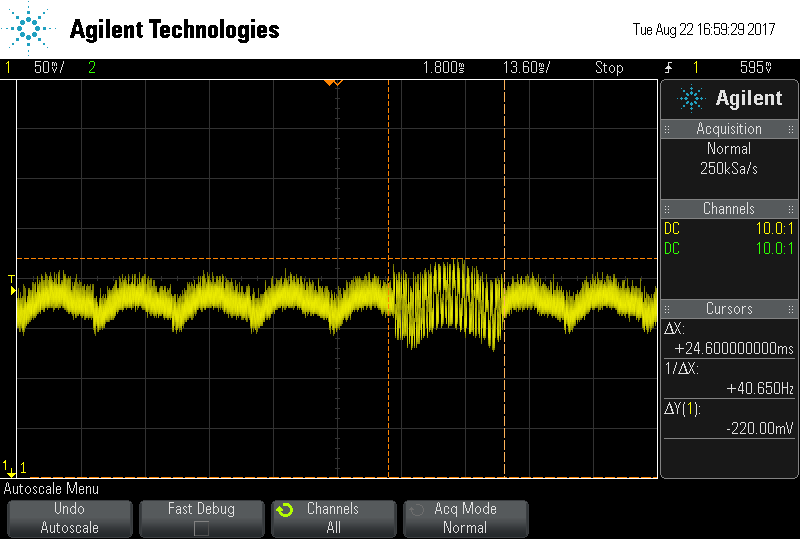 Agilent Technologies
Tue Aug 22 16:59:29 2017
1 50V/ 2 1.800s 13.60s/ Stop 1 595V
Agilent
Acquisition
Normal
250kSa/s
Channels
DC 10.0:1
DC 10.0:1
Cursors
ΔX:
+24.600000000ms
1/ΔX:
+40.650Hz
ΔY(1):
-220.00mV
T
1 1
Autoscale Menu
Undo
Autoscale
Fast Debug
Channels
All
Acq Mode
Normal